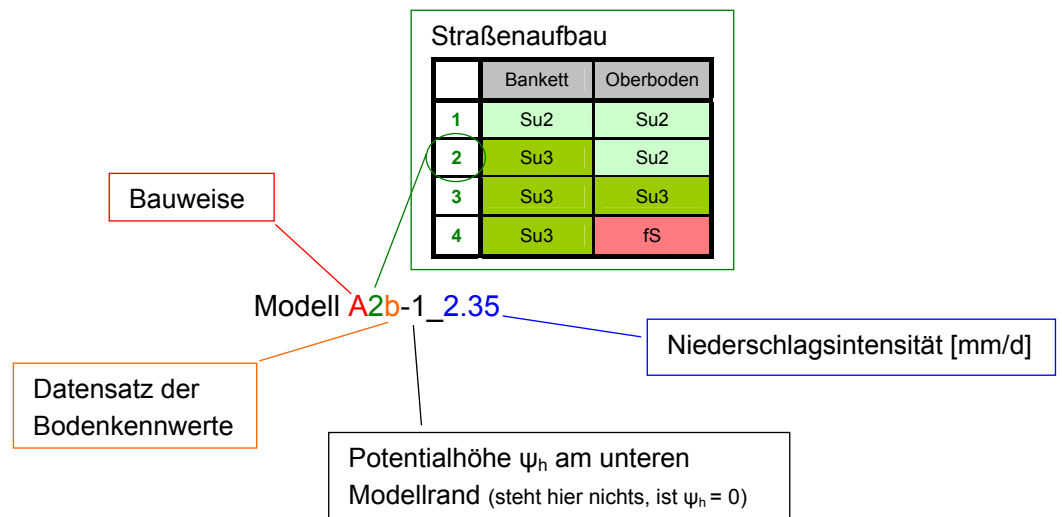 Straßenaufbau
Bankett Oberboden
1 Su2 Su2
2 Su3 Su2
3 Su3 Su3
4 Su3 fS
Bauweise
Modell A2b-1_2.35
Niederschlagsintensität [mm/d]
Datensatz der
Bodenkennwerte
Potentialhöhe ψh am unteren
Modellrand (steht hier nichts, ist ψh = 0)